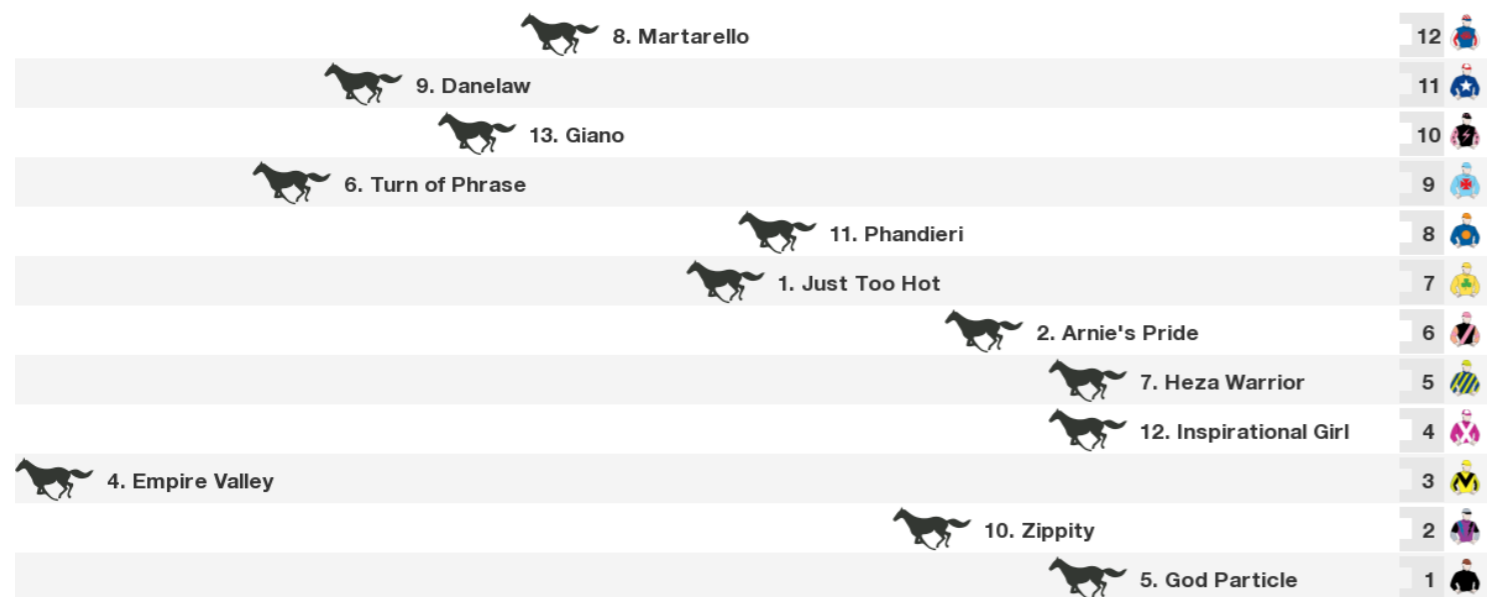 8. Martarello 12
9. Danelaw 11
13. Giano 10
6. Turn of Phrase 9
11. Phandieri 8
1. Just Too Hot 7
2. Arnie's Pride 6
7. Heza Warrior 5
12. Inspirational Girl 4
4. Empire Valley 3
10. Zippity 2
5. God Particle 1